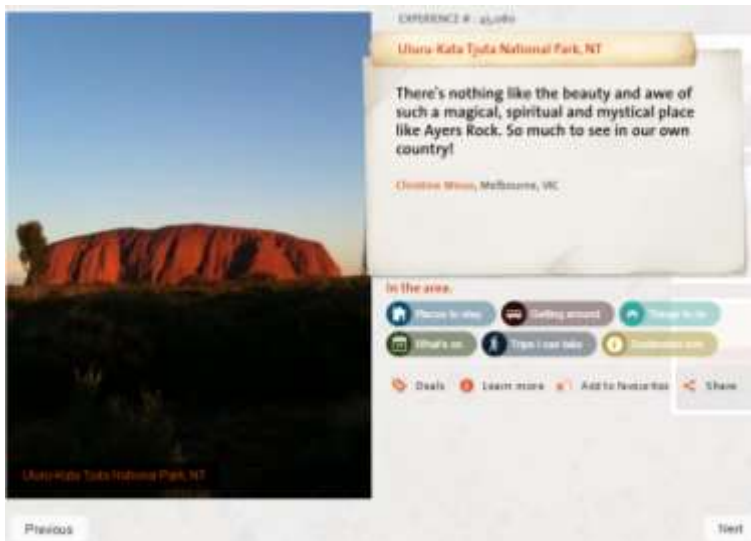 EXPERIENCE #
Uluru-Kata Tjuta National Park, NT
There's nothing like the beauty and awe of
such a magical, spiritual and mystical place
like Ayers Rock. So much to see in our own
country!
Christine, Melbourne, VIC
In the area.
Places to stay
Getting around
Things to do
What's on
Trips I can take
Deals
Learn more
Add to favourites
Share
Uluru-Kata Tjuta National Park, NT
Previous
Next